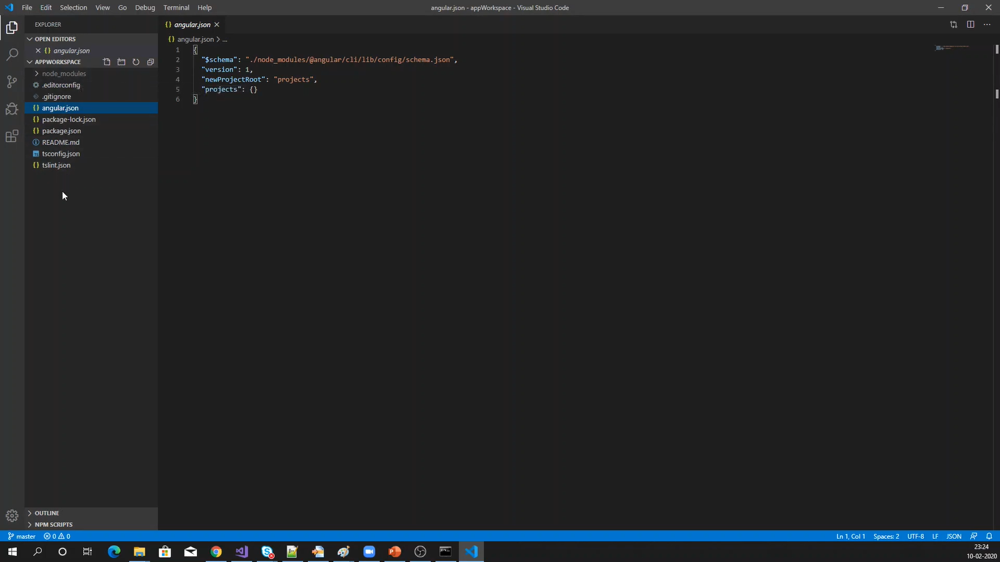 File Edit Selection View Go Debug Terminal Help
angular.json - appWorkspace - Visual Studio Code
EXPLORER
OPEN EDITORS
angular.json
APPWORKSPACE
node_modules
.editorconfig
.gitignore
angular.json
package-lock.json
package.json
README.md
tsconfig.json
tslint.json
OUTLINE
NPM SCRIPTS
angular.json
angular.json > ...
1 {
2 "$schema": "./node_modules/@angular/cli/lib/config/schema.json",
3 "version": 1,
4 "newProjectRoot": "projects",
5 "projects": {}
6 }
master 0 0
Ln 1, Col 1 Spaces: 2 UTF-8 LF JSON
23:24
10-02-2020